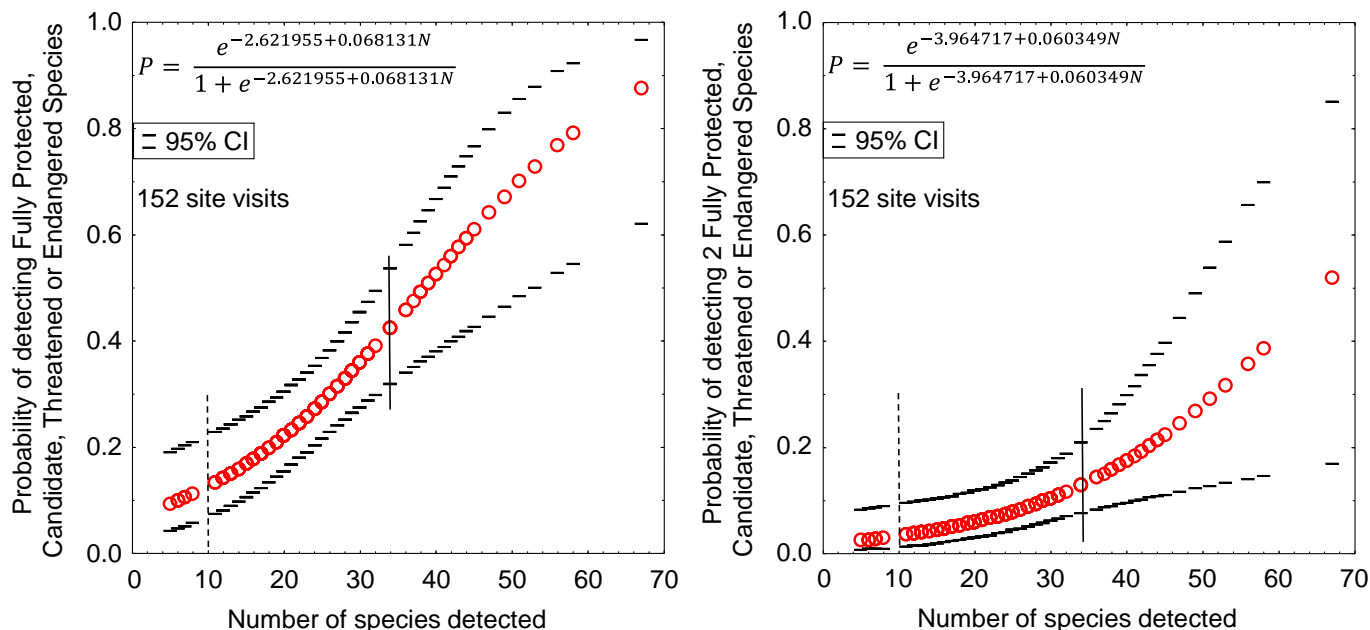 Probability of detecting Fully Protected,
Candidate, Threatened or Endangered Species
1.0
0.8
0.6
0.4
0.2
0.0
P = e^{−2.621955+0.068131N} / 1 + e^{−2.621955+0.068131N}
95% CI
152 site visits
0 10 20 30 40 50 60 70
Number of species detected
Probability of detecting 2 Fully Protected,
Candidate, Threatened or Endangered Species
1.0
0.8
0.6
0.4
0.2
0.0
P = e^{−3.964717+0.060349N} / 1 + e^{−3.964717+0.060349N}
95% CI
152 site visits
0 10 20 30 40 50 60 70
Number of species detected